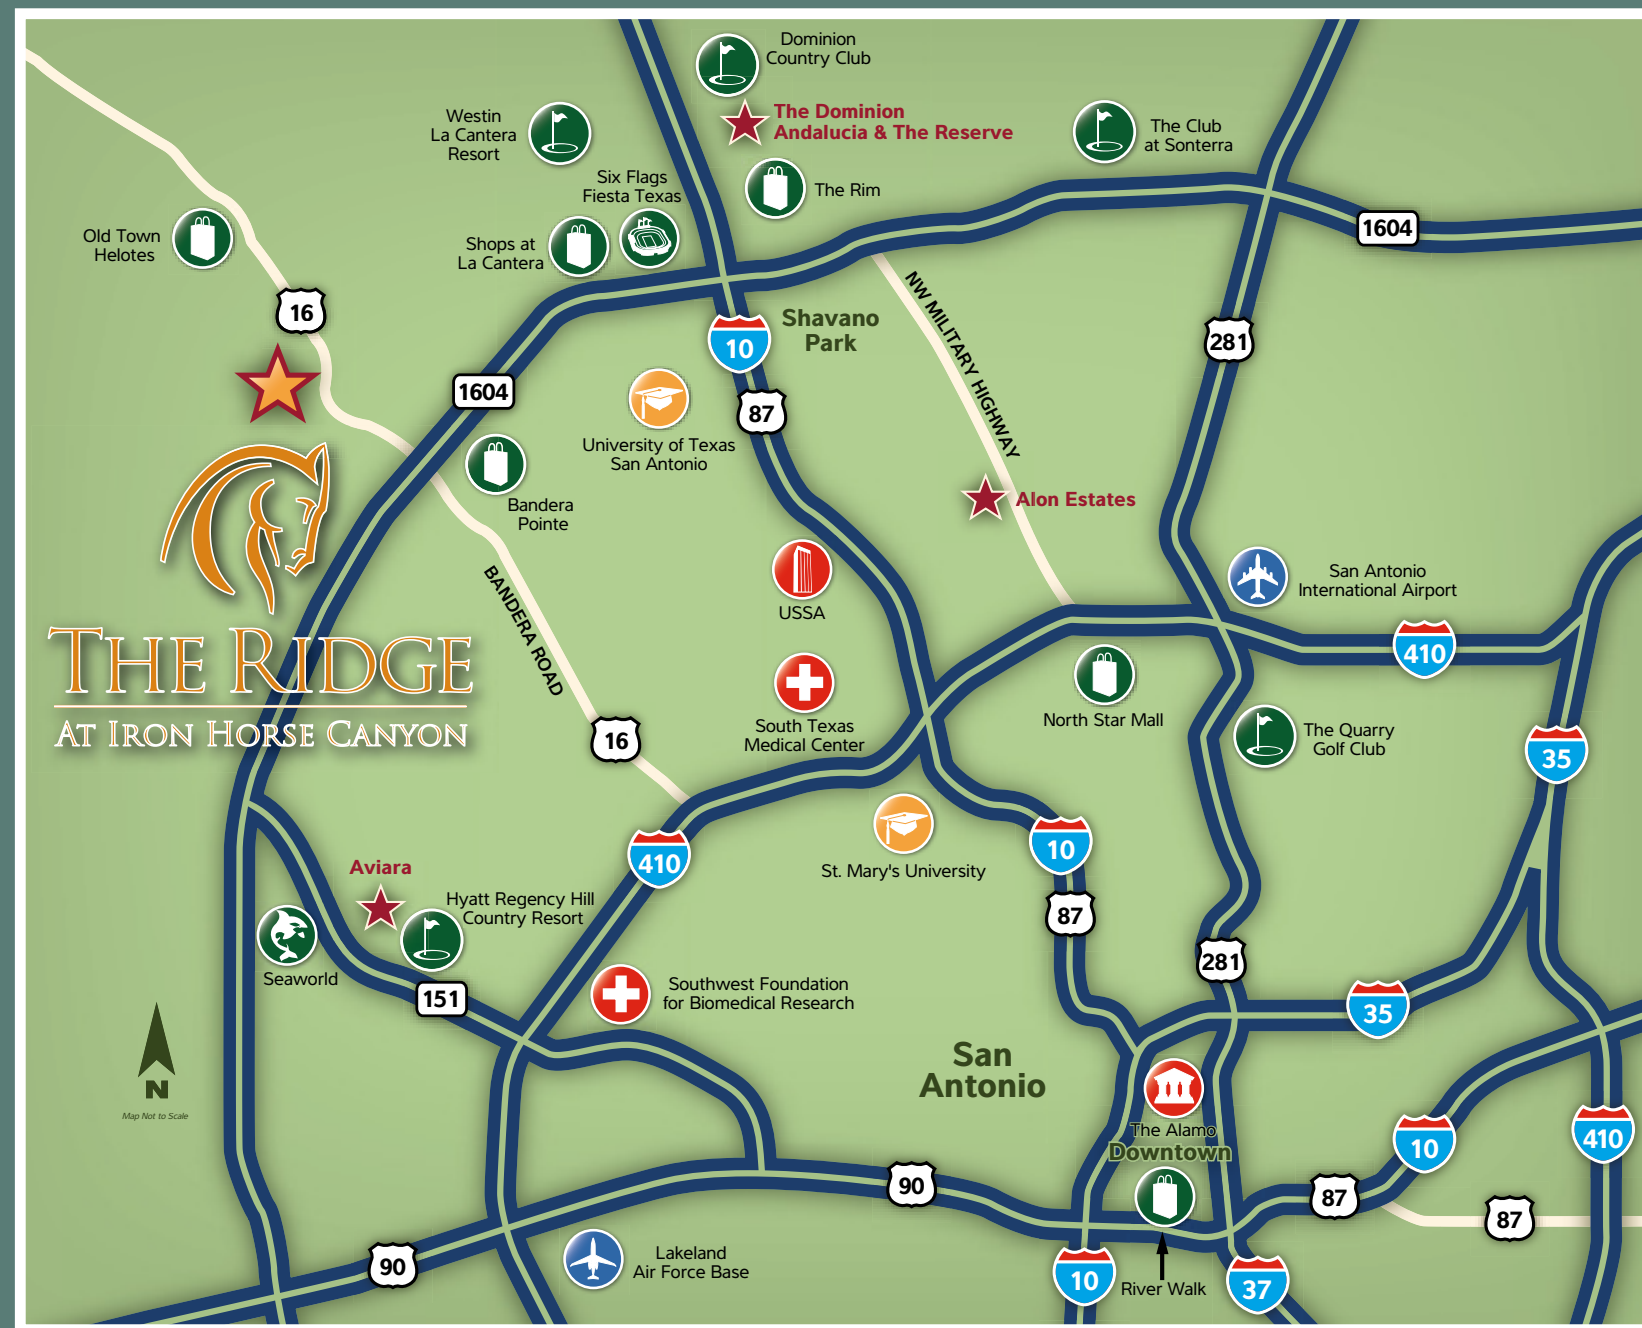 Dominion
Country Club
The Dominion
Andalucia & The Reserve
Westin
La Cantera
Resort
The Club
at Sonterra
Six Flags
Fiesta Texas
The Rim
Old Town
Helotes
Shops at
La Cantera
1604
16
Shavano
Park
10
NW MILITARY HIGHWAY
281
1604
87
University of Texas
San Antonio
Bandera
Pointe
Alon Estates
BANDERA ROAD
USSA
San Antonio
International Airport
410
THE RIDGE
AT IRON HORSE CANYON
16
South Texas
Medical Center
North Star Mall
The Quarry
Golf Club
35
410
10
St. Mary's University
Aviara
Hyatt Regency Hill
Country Resort
87
281
Seaworld
151
Southwest Foundation
for Biomedical Research
35
N
Map Not to Scale
San
Antonio
The Alamo
Downtown
10
410
90
87
87
90
Lakeland
Air Force Base
10
River Walk
37